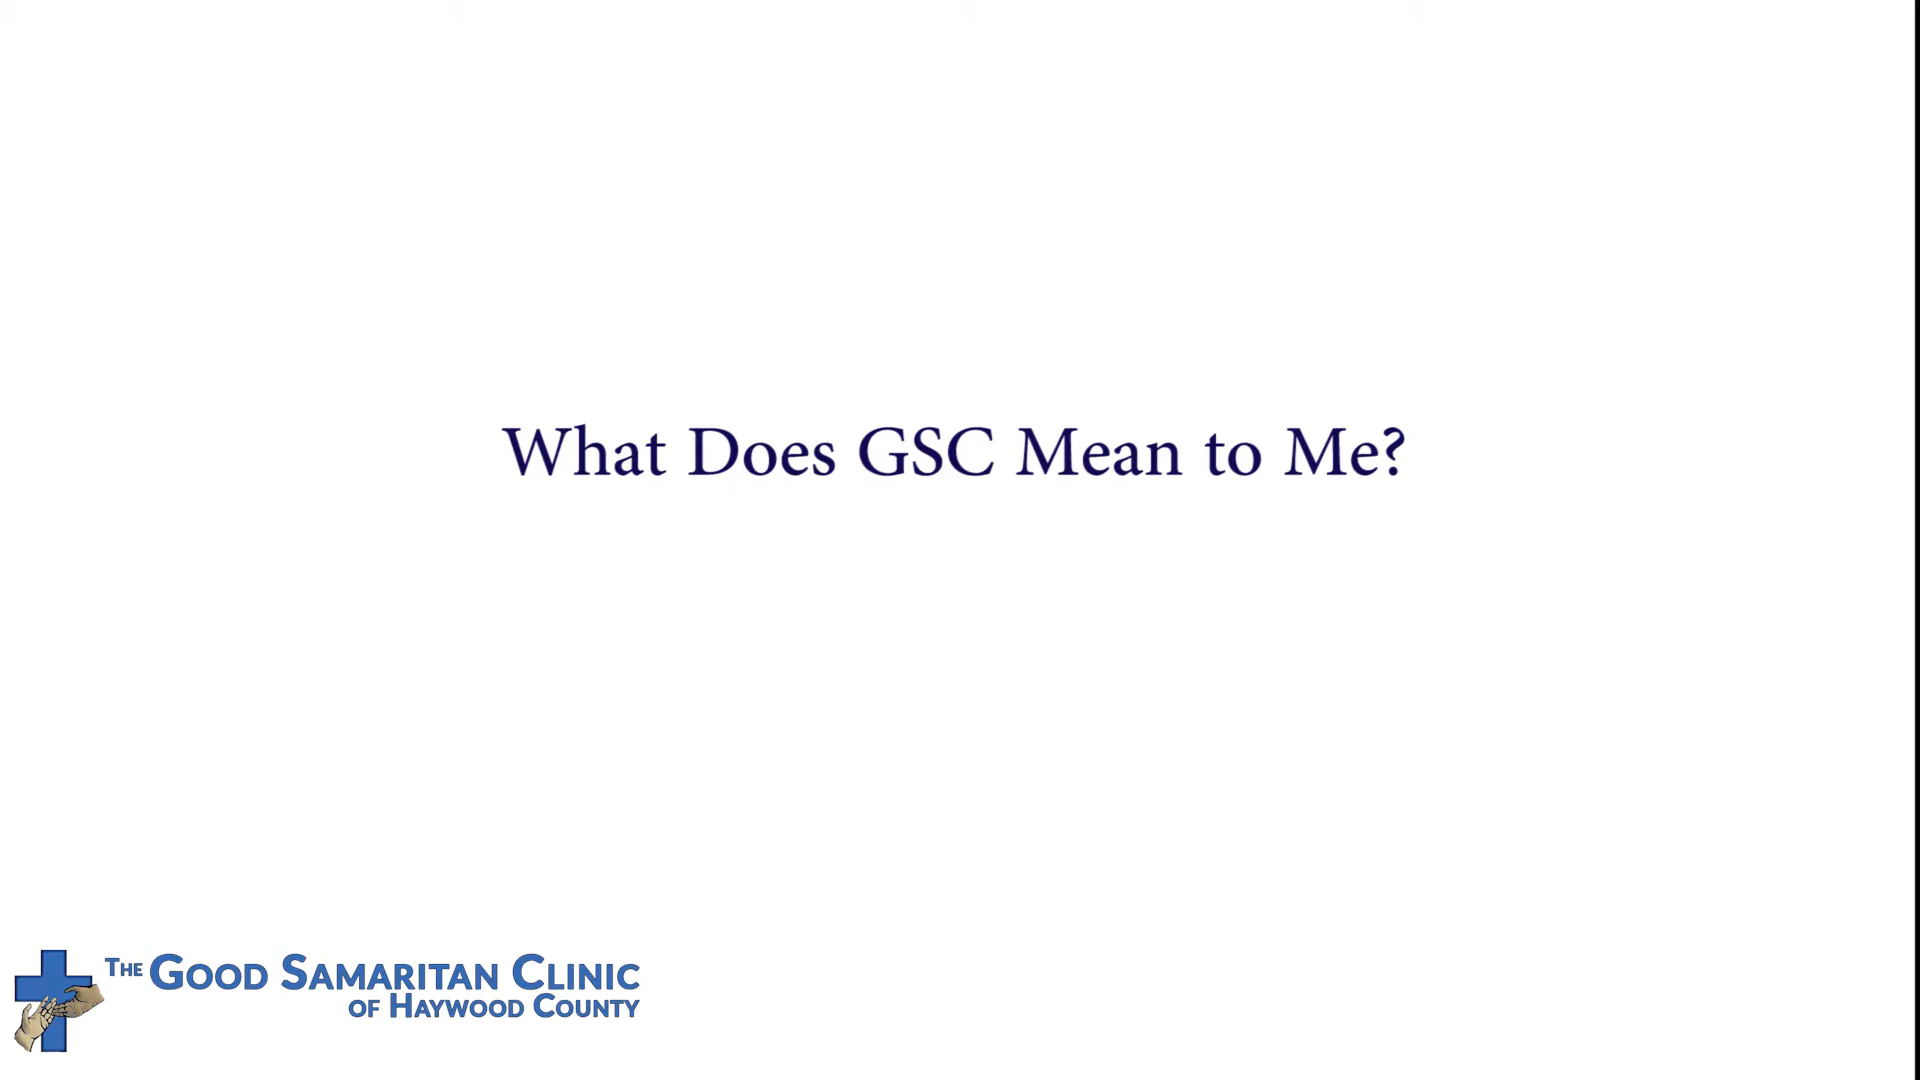 What Does GSC Mean to Me?
THE GOOD SAMARITAN CLINIC
OF HAYWOOD COUNTY